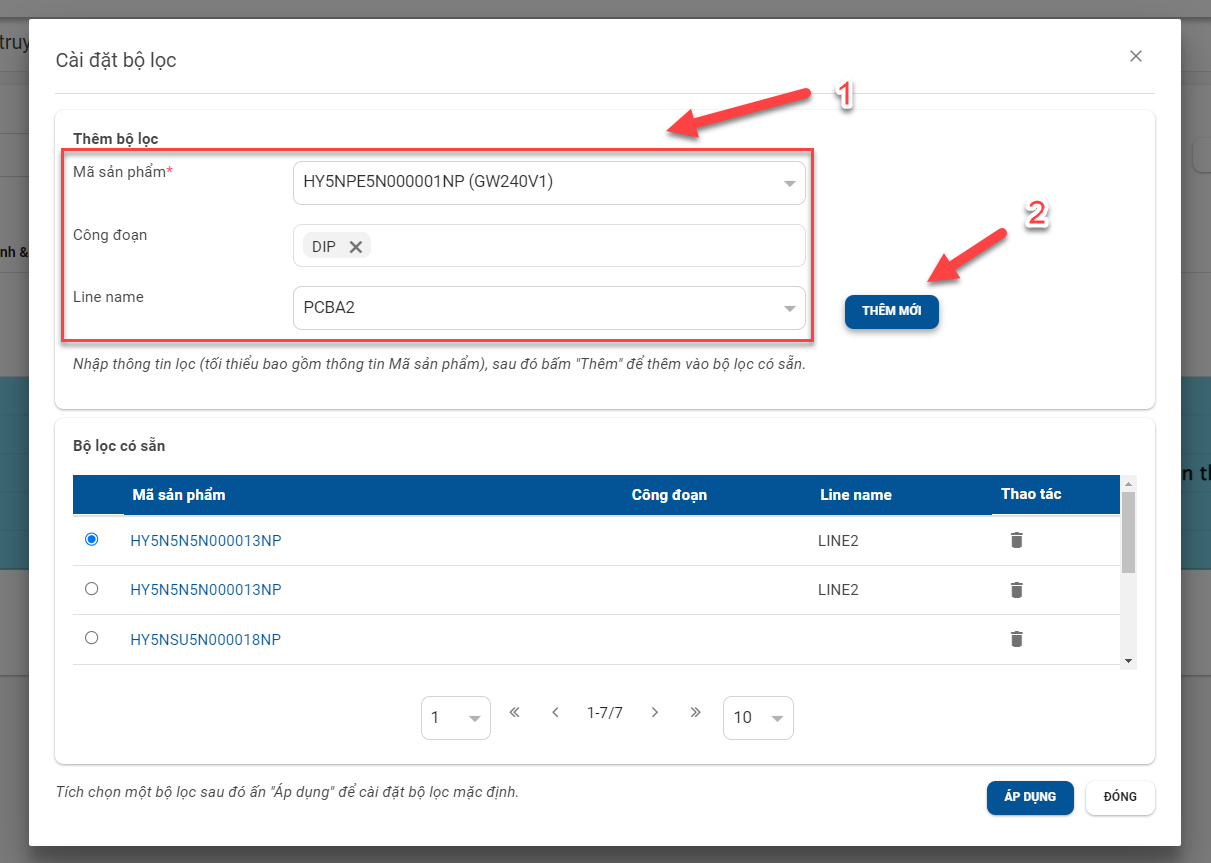 truy
Cài đặt bộ lọc
1
Thêm bộ lọc
Mã sản phẩm*
HY5NPE5N000001NP (GW240V1)
2
Công đoạn
DIP
nh &
Line name
PCBA2
THÊM MỚI
Nhập thông tin lọc (tối thiểu bao gồm thông tin Mã sản phẩm), sau đó bấm "Thêm" để thêm vào bộ lọc có sẵn.
Bộ lọc có sẵn
Mã sản phẩm Công đoạn Line name Thao tác
HY5N5N5N000013NP LINE2
HY5N5N5N000013NP LINE2
HY5NSU5N000018NP
1 1-7/7 10
Tích chọn một bộ lọc sau đó ấn "Áp dụng" để cài đặt bộ lọc mặc định.
ÁP DỤNG ĐÓNG